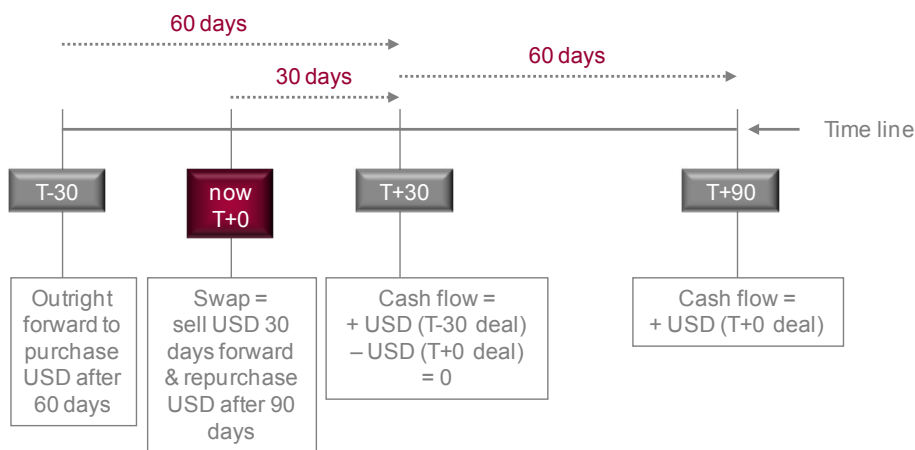 60 days
60 days
30 days
Time line
T-30
now
T+0
T+30
T+90
Outright
forward to
purchase
USD after
60 days
Swap =
sell USD 30
days forward
& repurchase
USD after 90
days
Cash flow =
+ USD (T-30 deal)
– USD (T+0 deal)
= 0
Cash flow =
+ USD (T+0 deal)